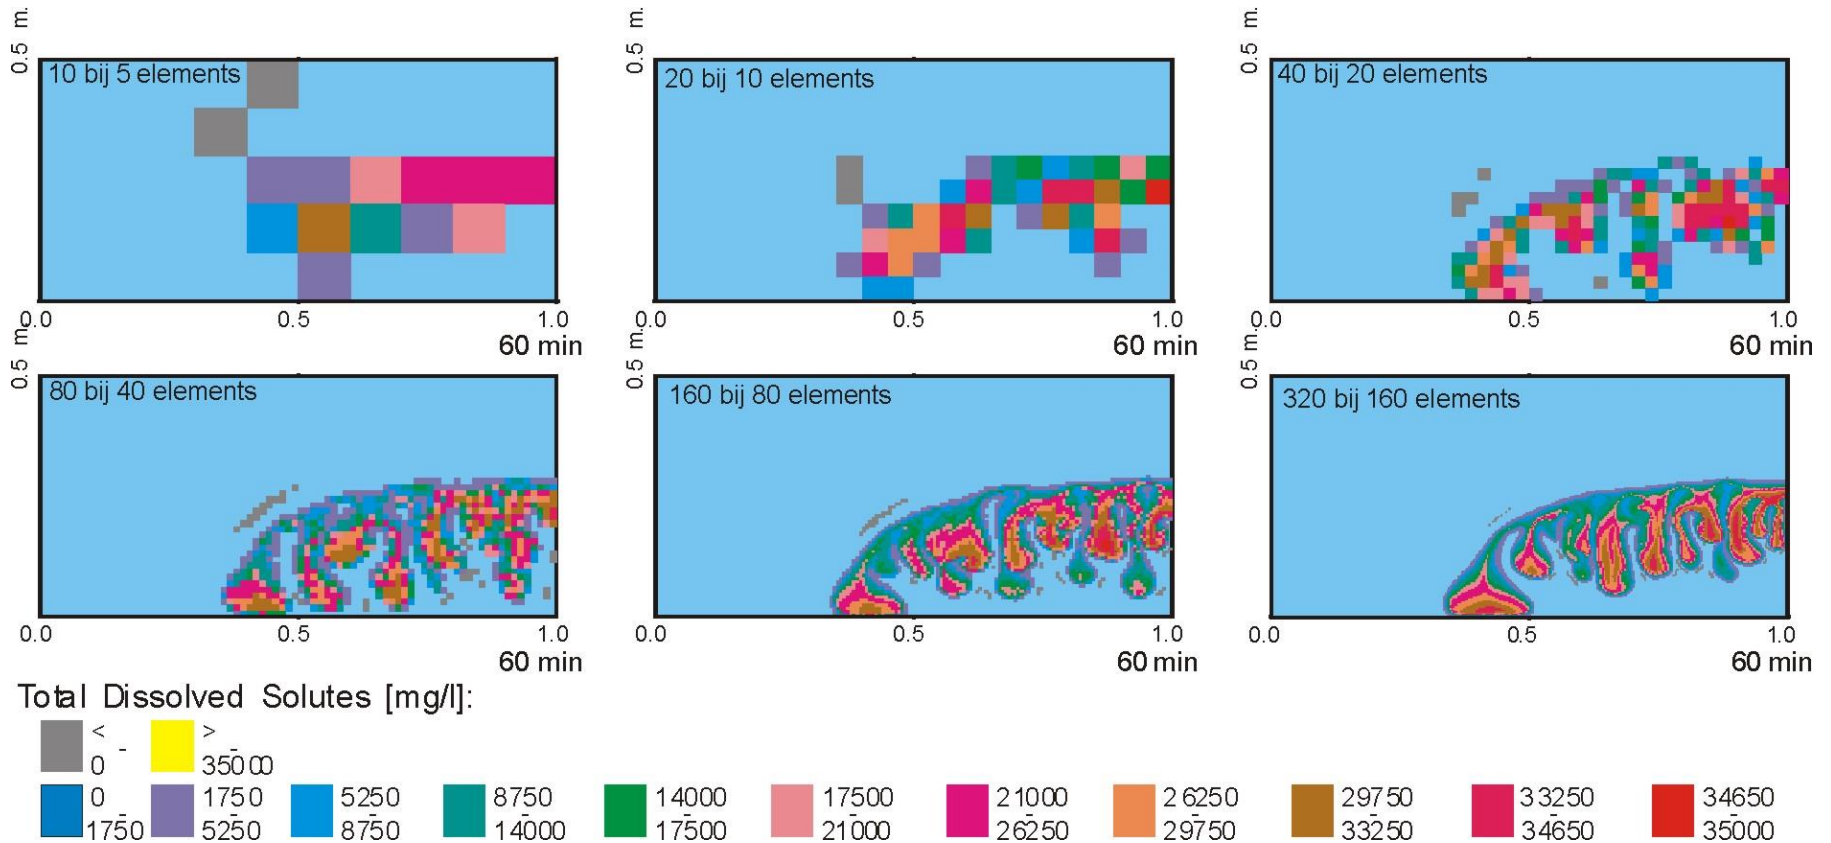 0.5 m.
10 bij 5 elements
0.0 0.5 1.0
60 min
0.5 m.
20 bij 10 elements
0.0 0.5 1.0
60 min
0.5 m.
40 bij 20 elements
0.0 0.5 1.0
60 min
0.5 m.
80 bij 40 elements
0.0 0.5 1.0
60 min
0.5 m.
160 bij 80 elements
0.0 0.5 1.0
60 min
0.5 m.
320 bij 160 elements
0.0 0.5 1.0
60 min
Total Dissolved Solutes [mg/l]:
< - 0
> - 35000
0 - 1750
1750 - 5250
5250 - 8750
8750 - 14000
14000 - 17500
17500 - 21000
21000 - 26250
26250 - 29750
29750 - 33250
33250 - 34650
34650 - 35000